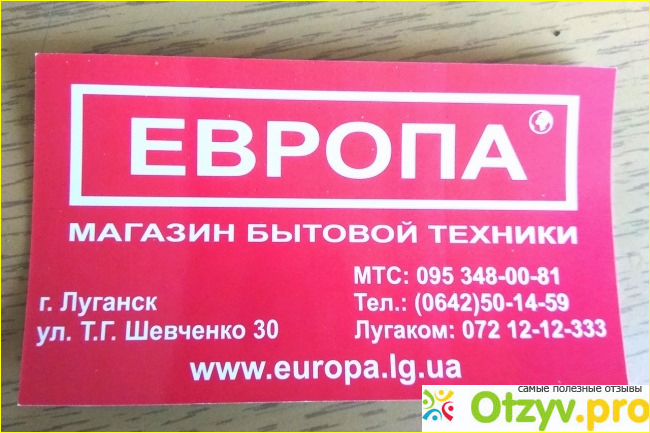 ЕВРОПА
МАГАЗИН БЫТОВОЙ ТЕХНИКИ
МТС: 095 348-00-81
г. Луганск Тел.: (0642)50-14-59
ул. Т.Г. Шевченко 30 Лугаком: 072 12-12-333
www.europa.lg.ua
самые полезные отзывы
Otzyv.pro